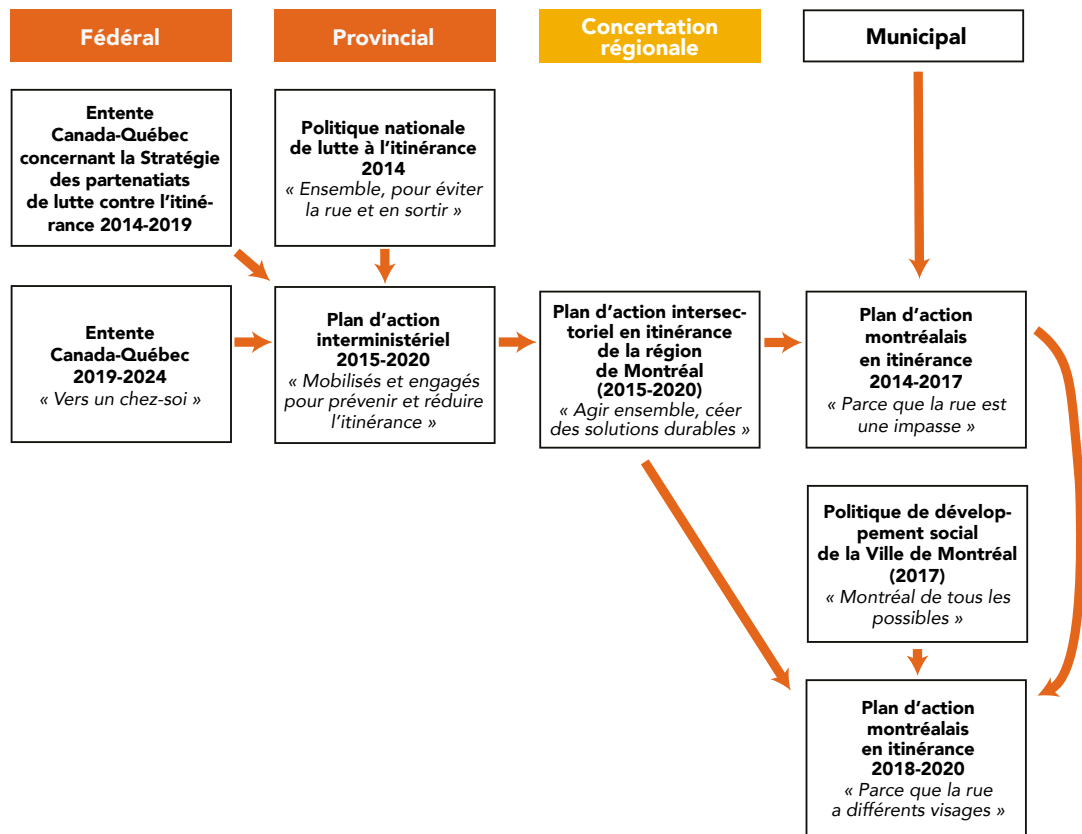 Fédéral
Provincial
Concertation
régionale
Municipal
Entente
Canada-Québec
concernant la Stratégie
des partenatiats
de lutte contre l'itiné-
rance 2014-2019
Politique nationale
de lutte à l'itinérance
2014
« Ensemble, pour éviter
la rue et en sortir »
Entente
Canada-Québec
2019-2024
« Vers un chez-soi »
Plan d'action
interministériel
2015-2020
« Mobilisés et engagés
pour prévenir et réduire
l'itinérance »
Plan d'action intersec-
toriel en itinérance
de la région
de Montréal
(2015-2020)
« Agir ensemble, céer
des solutions durables »
Plan d'action
montréalais
en itinérance
2014-2017
« Parce que la rue est
une impasse »
Politique de dévelop-
pement social
de la Ville de Montréal
(2017)
« Montréal de tous les
possibles »
Plan d'action
montréalais
en itinérance
2018-2020
« Parce que la rue
a différents visages »